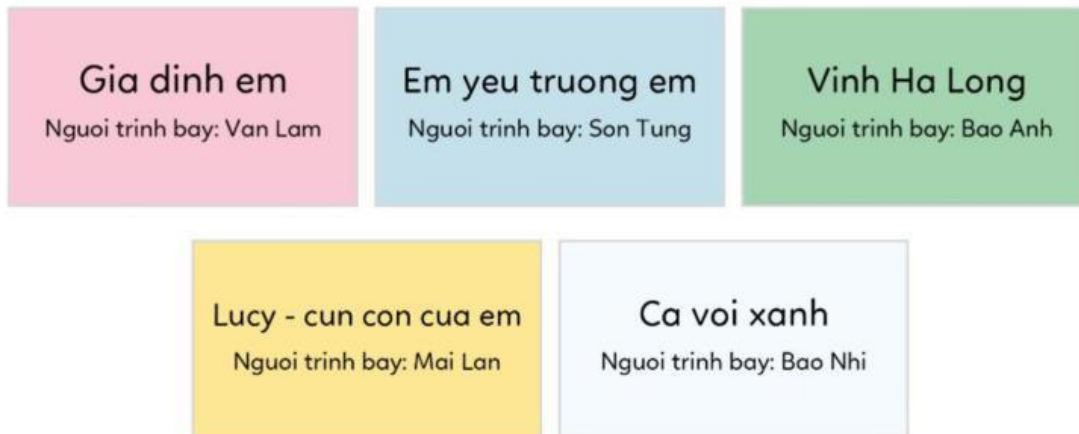 Gia dinh em
Nguoi trinh bay: Van Lam
Em yeu truong em
Nguoi trinh bay: Son Tung
Vinh Ha Long
Nguoi trinh bay: Bao Anh
Lucy - cun con cua em
Nguoi trinh bay: Mai Lan
Ca voi xanh
Nguoi trinh bay: Bao Nhi